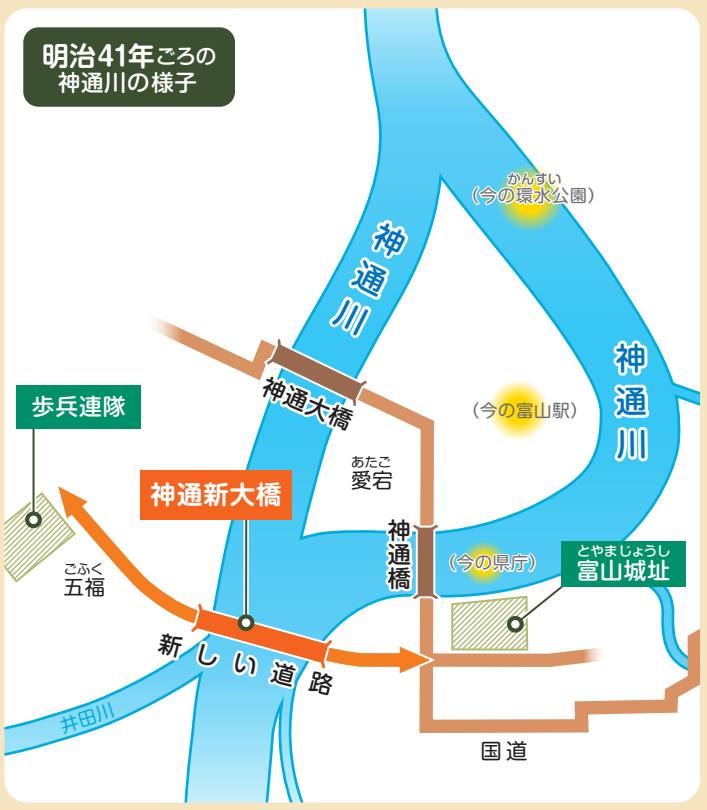 明治41年ごろの
神通川の様子
かんすい
（今の環水公園）
神通川
神通川
神通大橋
歩兵連隊
（今の富山駅）
あたご
愛宕
神通新大橋
神通橋
（今の県庁）
とやまじょうし
富山城址
ごふく
五福
新しい道路
井田川
国道